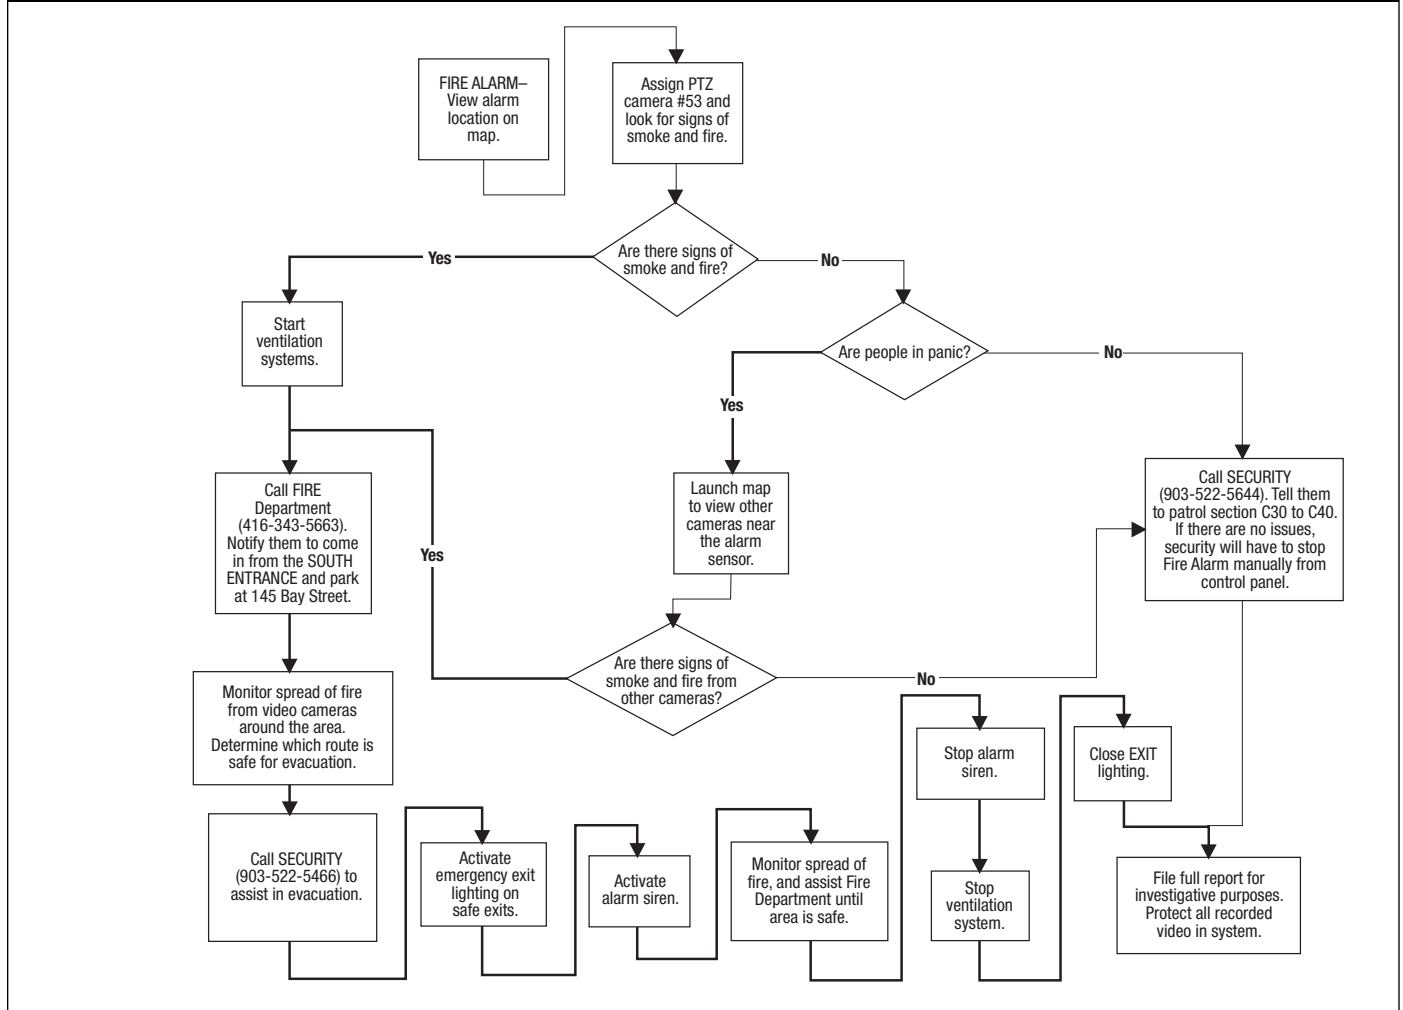 FIRE ALARM–
View alarm
location on
map.
Assign PTZ
camera #53 and
look for signs of
smoke and fire.
Are there signs of
smoke and fire?
Yes
No
Start
ventilation
systems.
Are people in panic?
No
Yes
Call FIRE
Department
(416-343-5663).
Notify them to come
in from the SOUTH
ENTRANCE and park
at 145 Bay Street.
Yes
Launch map
to view other
cameras near
the alarm
sensor.
Call SECURITY
(903-522-5644). Tell them
to patrol section C30 to C40.
If there are no issues,
security will have to stop
Fire Alarm manually from
control panel.
Are there signs of
smoke and fire from
other cameras?
No
Monitor spread of fire
from video cameras
around the area.
Determine which route is
safe for evacuation.
Call SECURITY
(903-522-5466) to
assist in evacuation.
Activate
emergency exit
lighting on
safe exits.
Activate
alarm siren.
Monitor spread of
fire, and assist Fire
Department until
area is safe.
Stop alarm
siren.
Stop
ventilation
system.
Close EXIT
lighting.
File full report for
investigative purposes.
Protect all recorded
video in system.